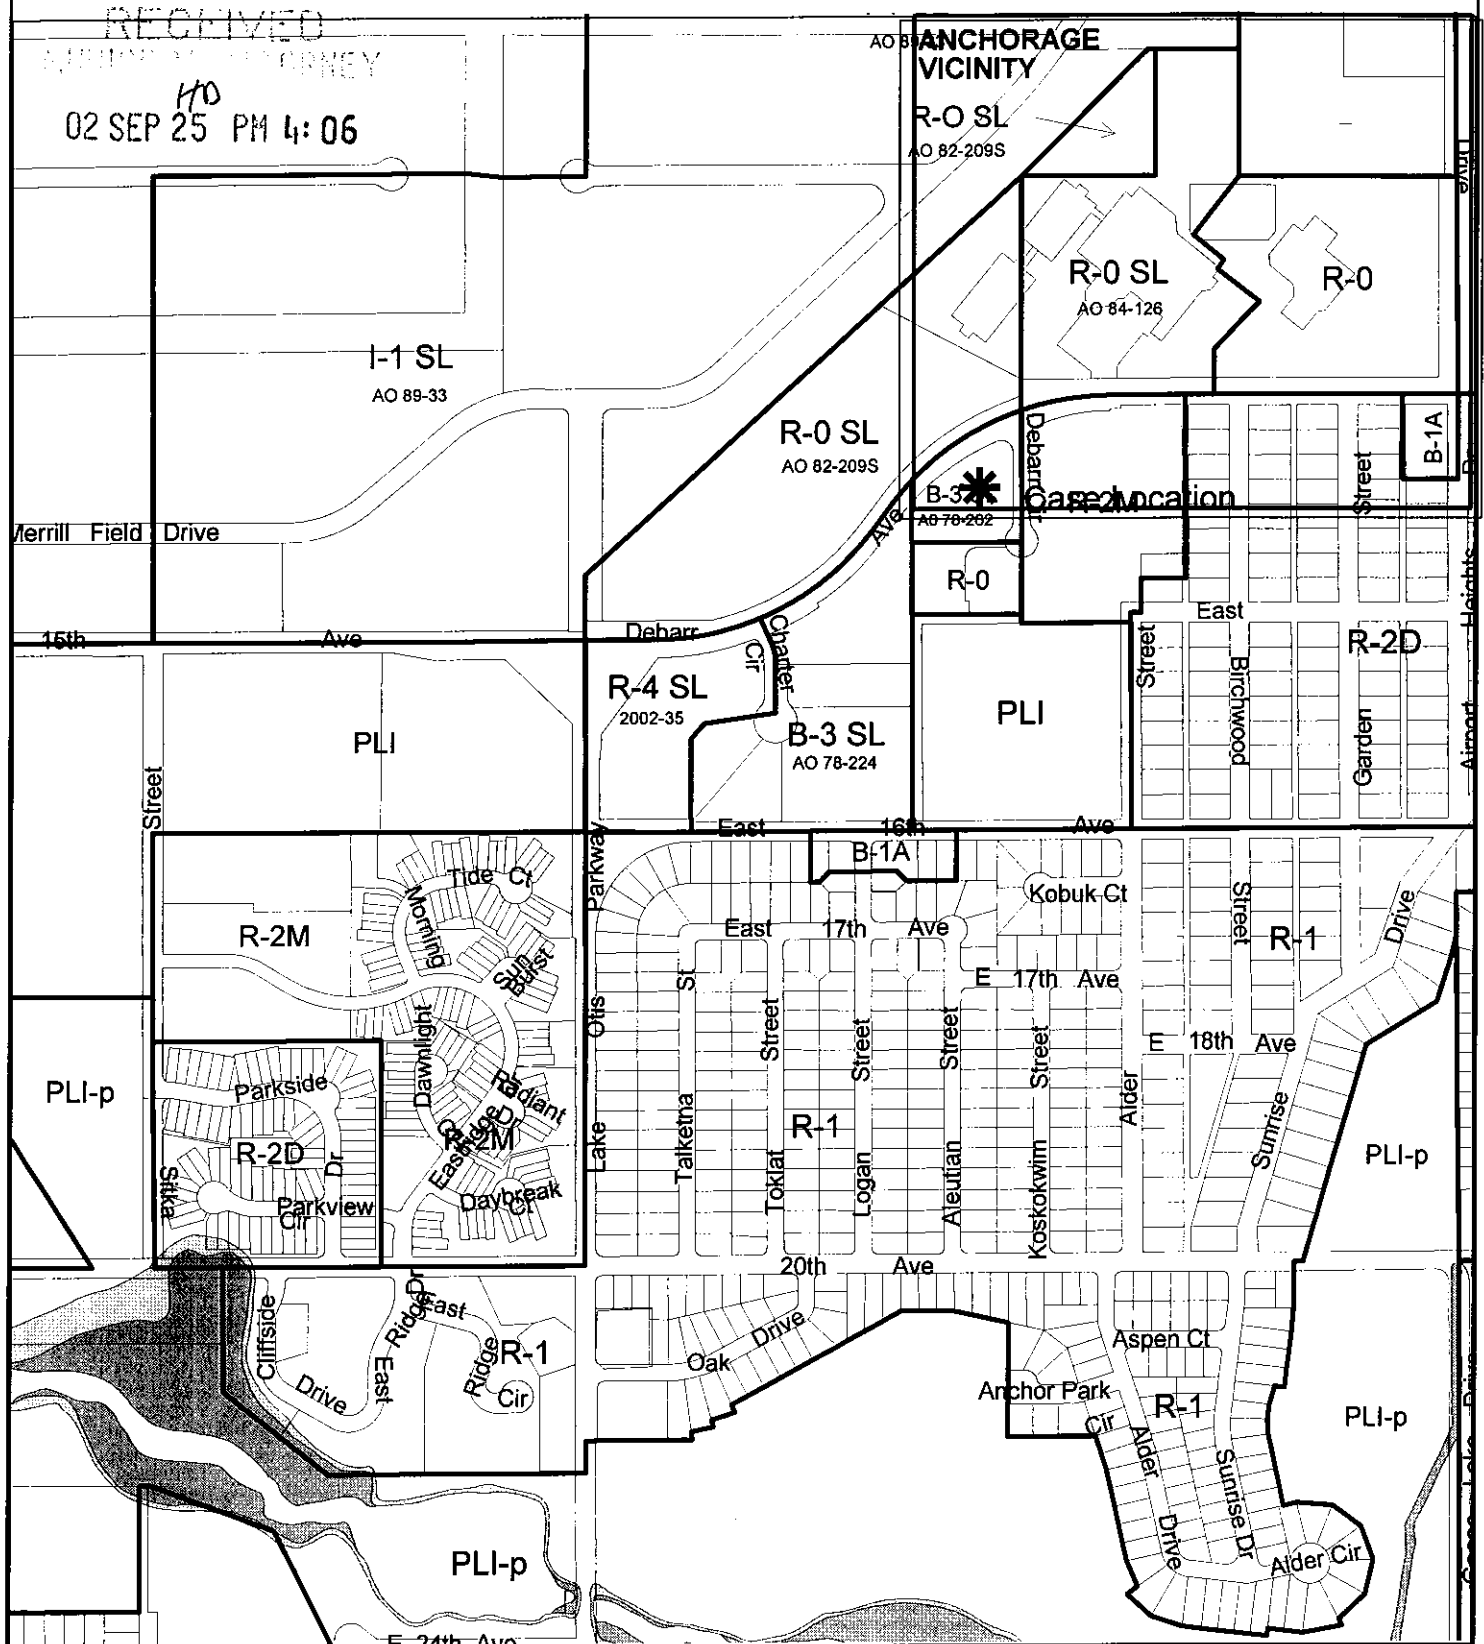 RECEIVED
HD
02 SEP 25 PM 4: 06
ANCHORAGE
VICINITY
R-O SL
AO 82-209S
Drive
R-0 SL
AO 84-126
R-0
I-1 SL
AO 89-33
R-0 SL
AO 82-209S
B-3
AO 78-202
Case Location
R-2M
Debarr
Cir
Street
B-1A
Ave
Merrill Field Drive
R-0
East
R-2D
15th Ave
Debarr
Charter
Cir
R-4 SL
2002-35
B-3 SL
AO 78-224
PLI
PLI
Street
Birchwood
Garden
Airport Heights
Street
East 16th Ave
B-1A
Parkway
Tide Ct
Morning
Sun
Burst
R-2M
Kobuk Ct
East 17th Ave
E 17th Ave
Street
R-1
Drive
St
Otis
Street
Street
Street
Street
E 18th Ave
Dawnlight
Parkside
PLI-p
R-2D
Dr
Radiant
Dr
Eastridge
R-2M
Lake
Talketna
Toklat
R-1
Logan
Aleutian
Koskokwim
Alder
Sunrise
PLI-p
Sitka
Parkview
Cir
Daybreak
Ct
20th Ave
Cliffside
Drive
East
Ridge
Dr
East
Ridge
Cir
R-1
Oak Drive
Aspen Ct
Anchor Park
Cir
R-1
Alder
Drive
Sunrise Dr
PLI-p
Alder Cir
PLI-p
E 24th Ave